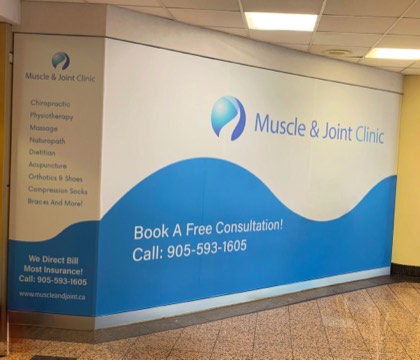 Muscle & Joint Clinic
Chiropractic
Physiotherapy
Massage
Naturopath
Dietitian
Acupuncture
Orthotics & Shoes
Compression Socks
Braces And More!
We Direct Bill
Most Insurance!
Call: 905-593-1605
www.muscleandjoint.ca
Muscle & Joint Clinic
Book A Free Consultation!
Call: 905-593-1605